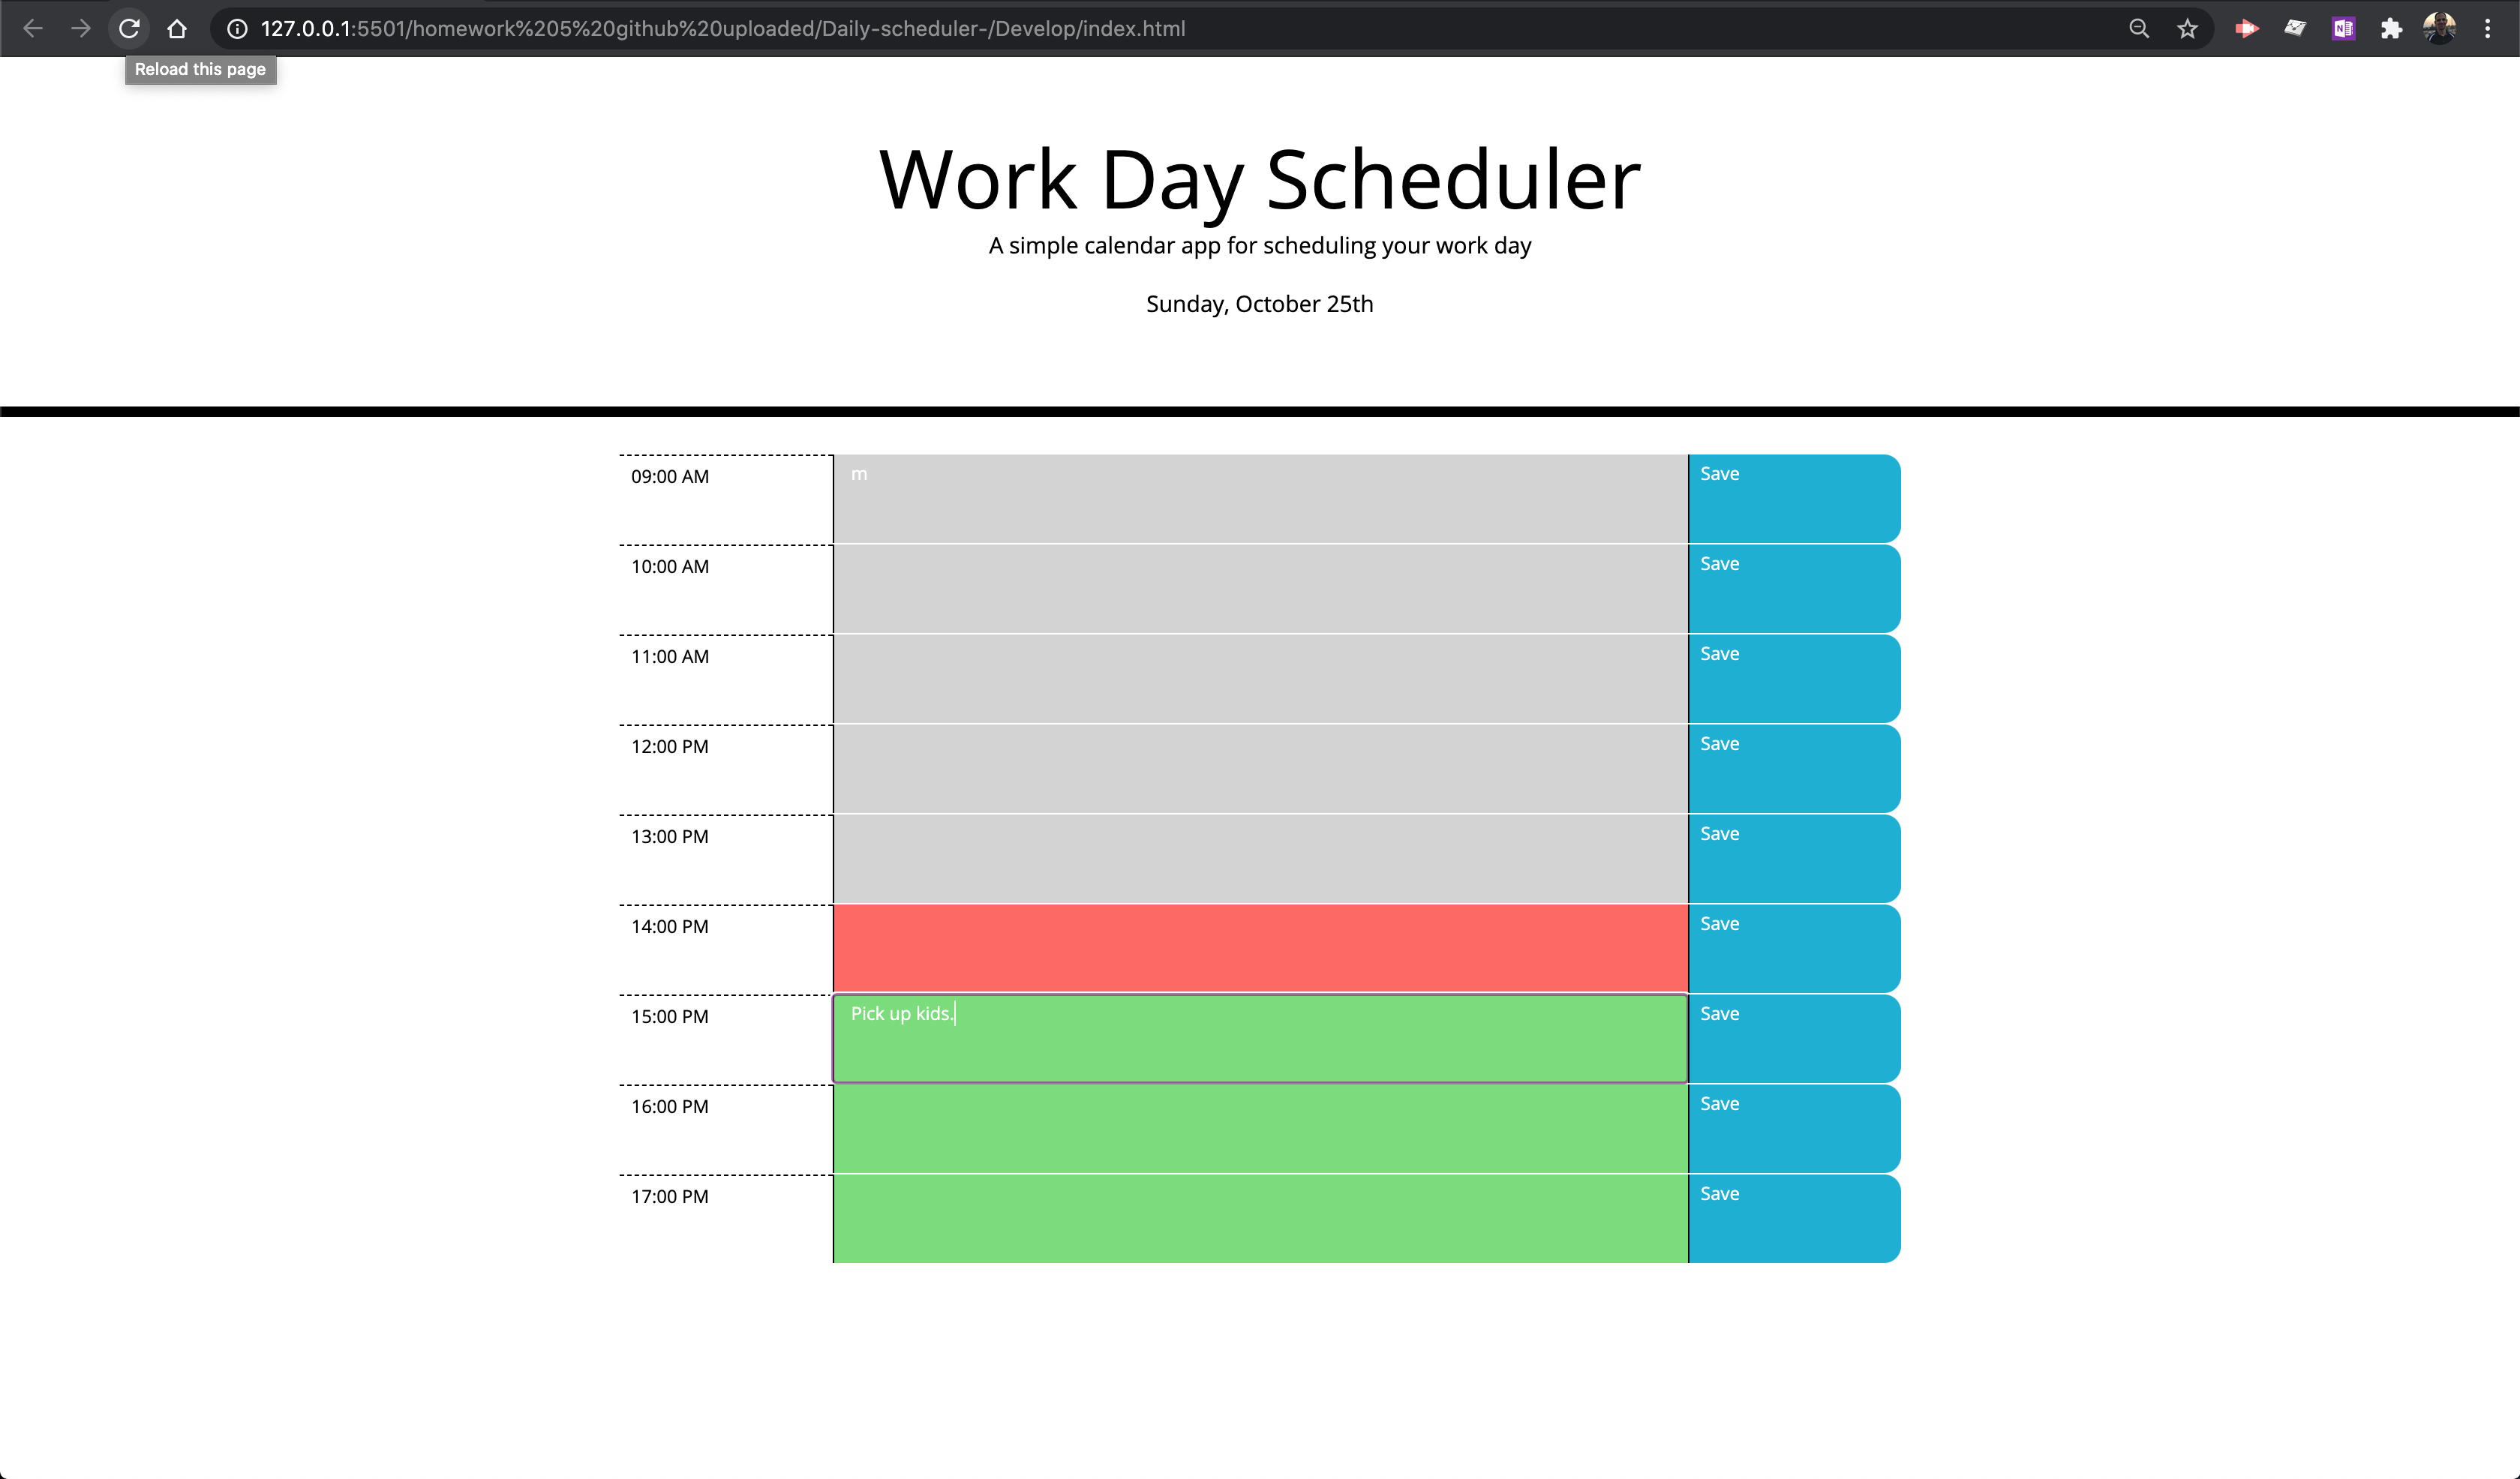 127.0.0.1:5501/homework%205%20github%20uploaded/Daily-scheduler-/Develop/index.html
Reload this page
Work Day Scheduler
A simple calendar app for scheduling your work day
Sunday, October 25th
09:00 AM m Save
10:00 AM Save
11:00 AM Save
12:00 PM Save
13:00 PM Save
14:00 PM Save
15:00 PM Pick up kids. Save
16:00 PM Save
17:00 PM Save